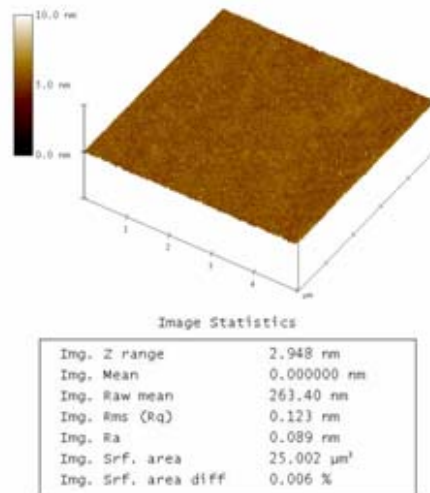 10.0 nm
5.0 nm
0.0 nm
1
2
3
4
µm
Image Statistics
Img. Z range 2.948 nm
Img. Mean 0.000000 nm
Img. Raw mean 263.40 nm
Img. Rms (Rq) 0.123 nm
Img. Ra 0.089 nm
Img. Srf. area 25.002 µm²
Img. Srf. area diff 0.006 %